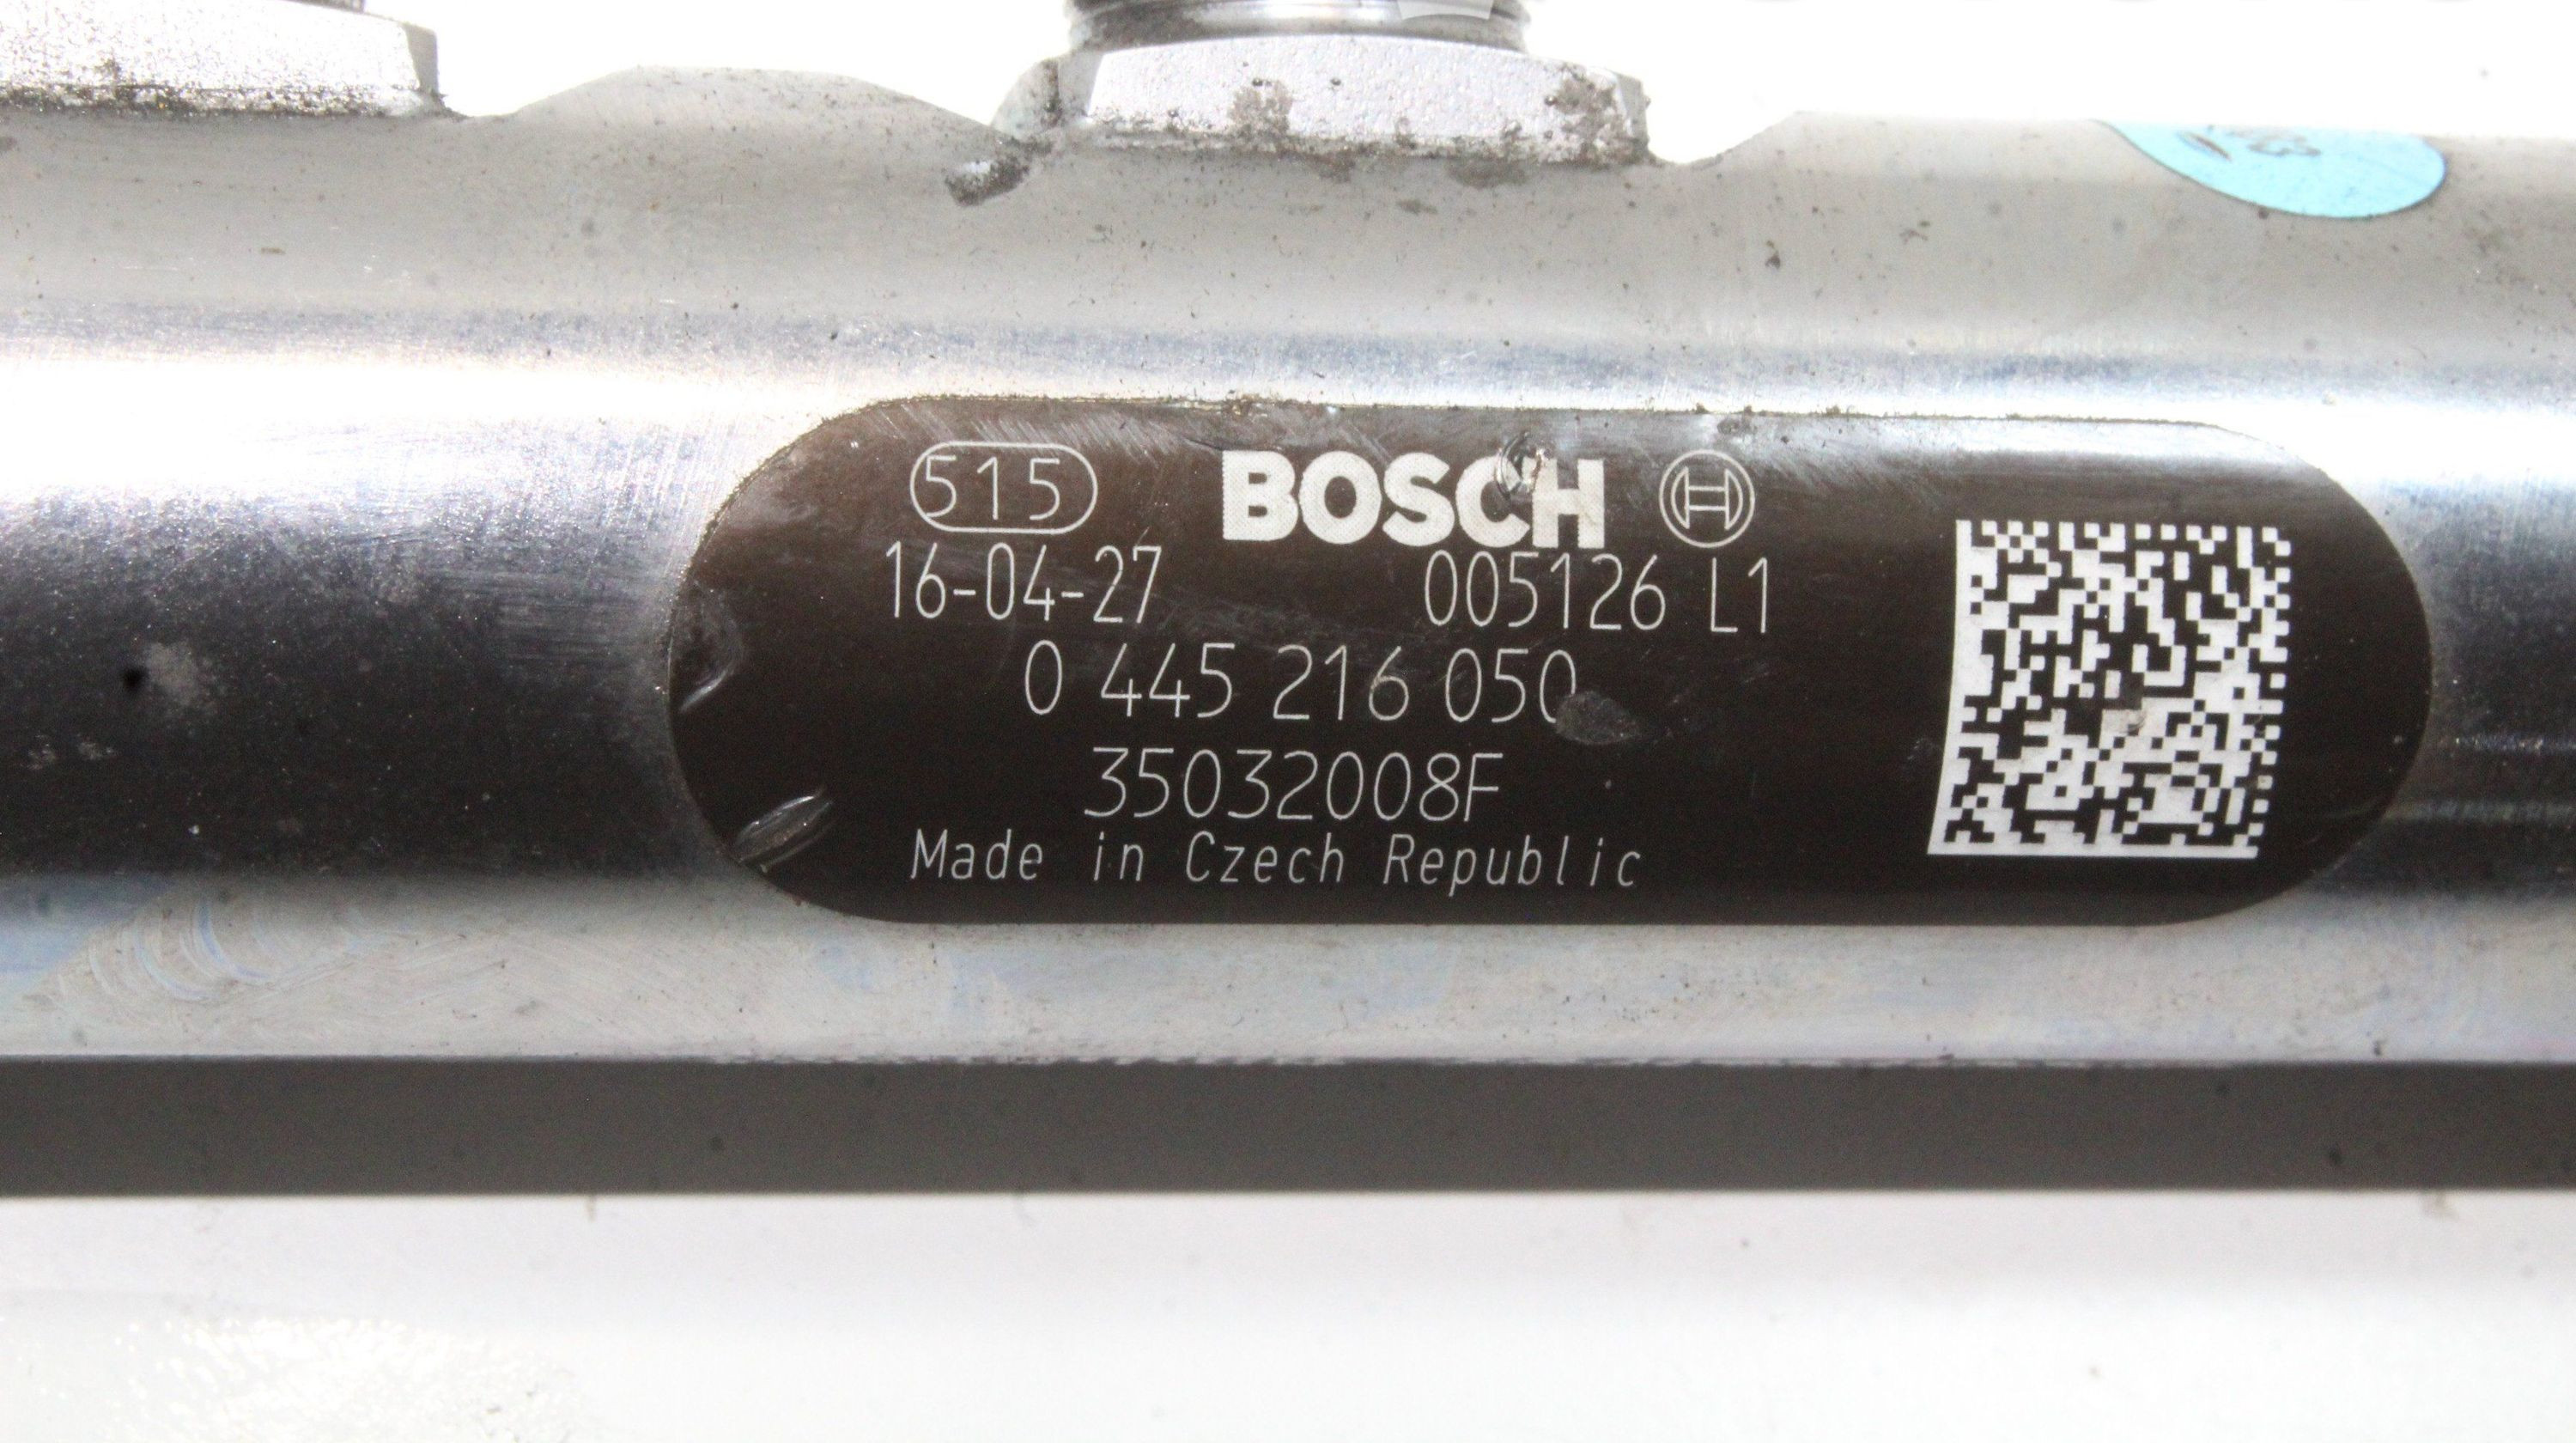 515 BOSCH
16-04-27 005126 L1
0 445 216 050
35032008F
Made in Czech Republic